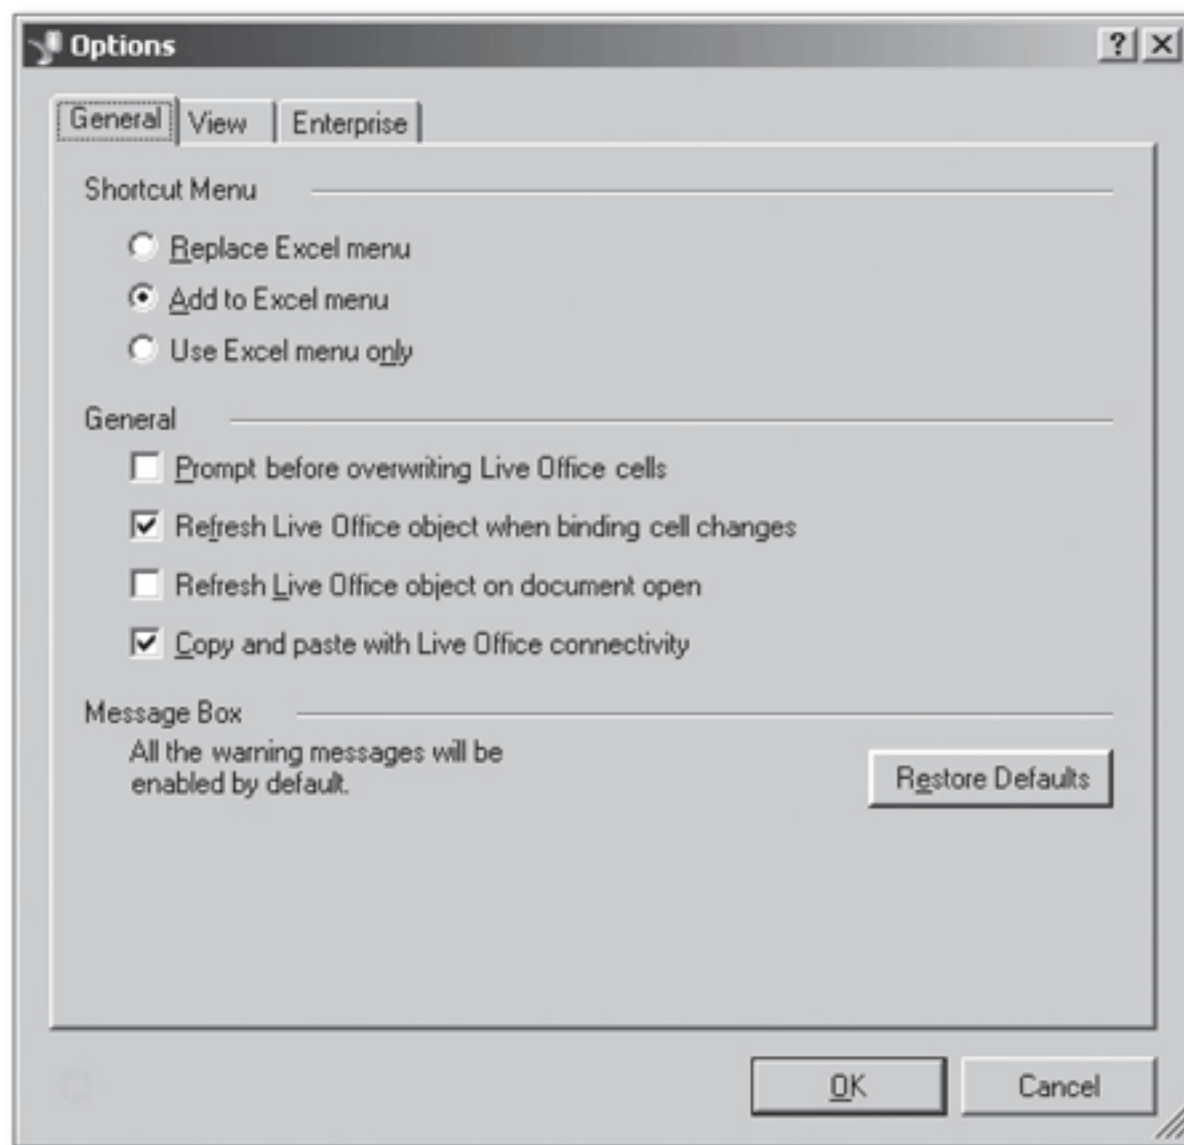 Options
General
View
Enterprise
Shortcut Menu
Replace Excel menu
Add to Excel menu
Use Excel menu only
General
Prompt before overwriting Live Office cells
Refresh Live Office object when binding cell changes
Refresh Live Office object on document open
Copy and paste with Live Office connectivity
Message Box
All the warning messages will be
enabled by default.
Restore Defaults
OK
Cancel